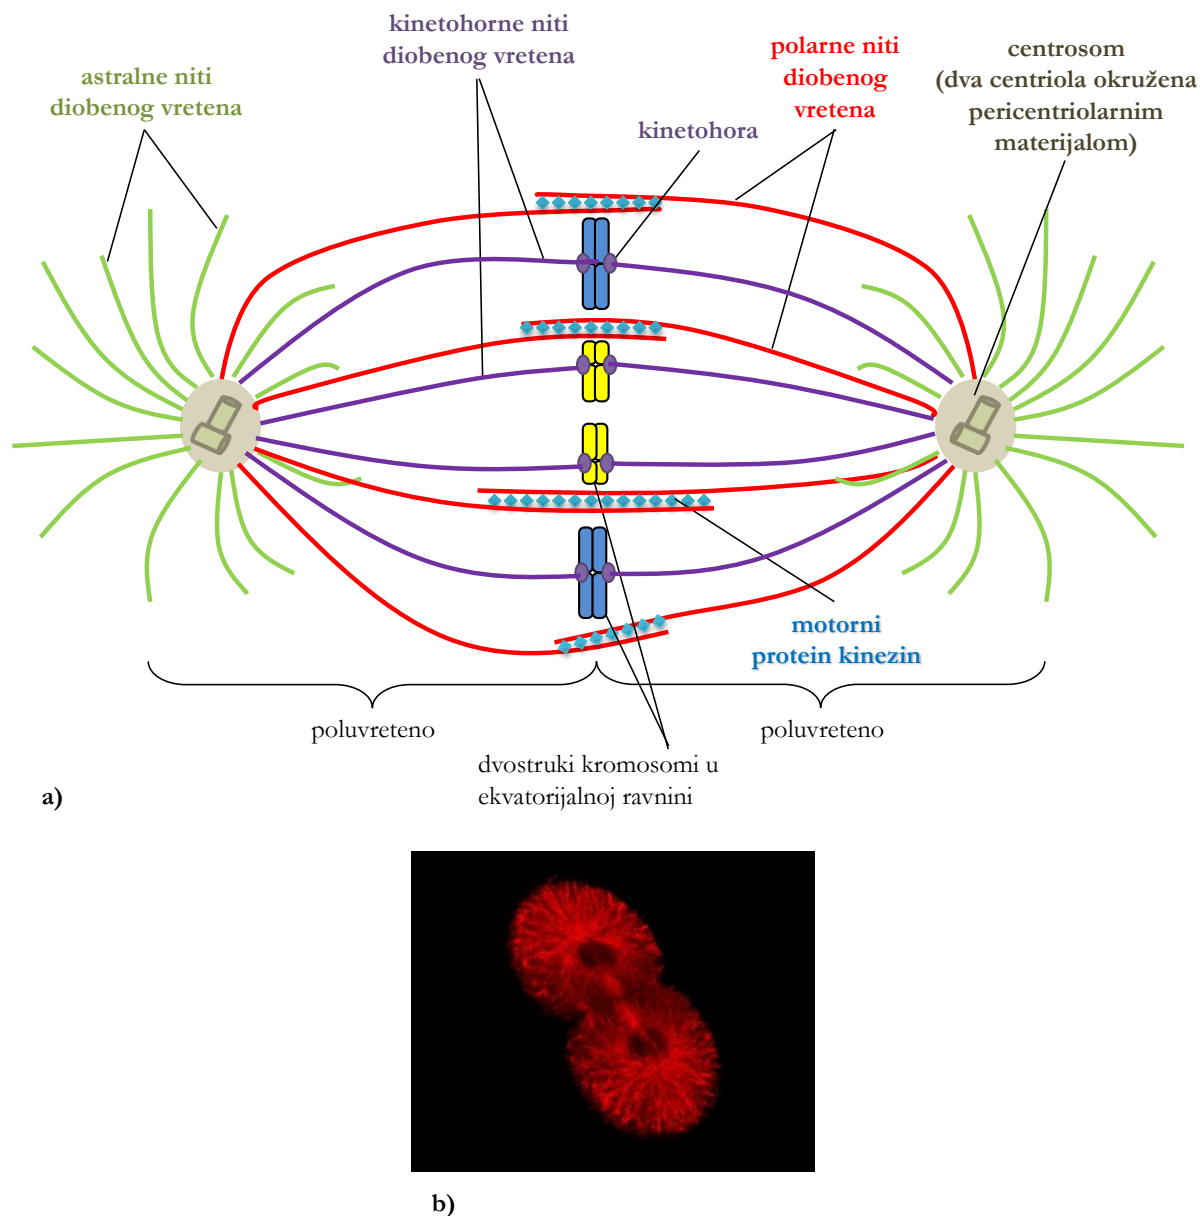 kinetohorne niti
diobenog vretena
astralne niti
diobenog vretena
polarne niti
diobenog
vretena
centrosom
(dva centriola okružena
pericentriolarnim
materijalom)
kinetohora
motorni
protein kinezin
poluvreteno
poluvreteno
dvostruki kromosomi u
ekvatorijalnoj ravnini
a)
b)